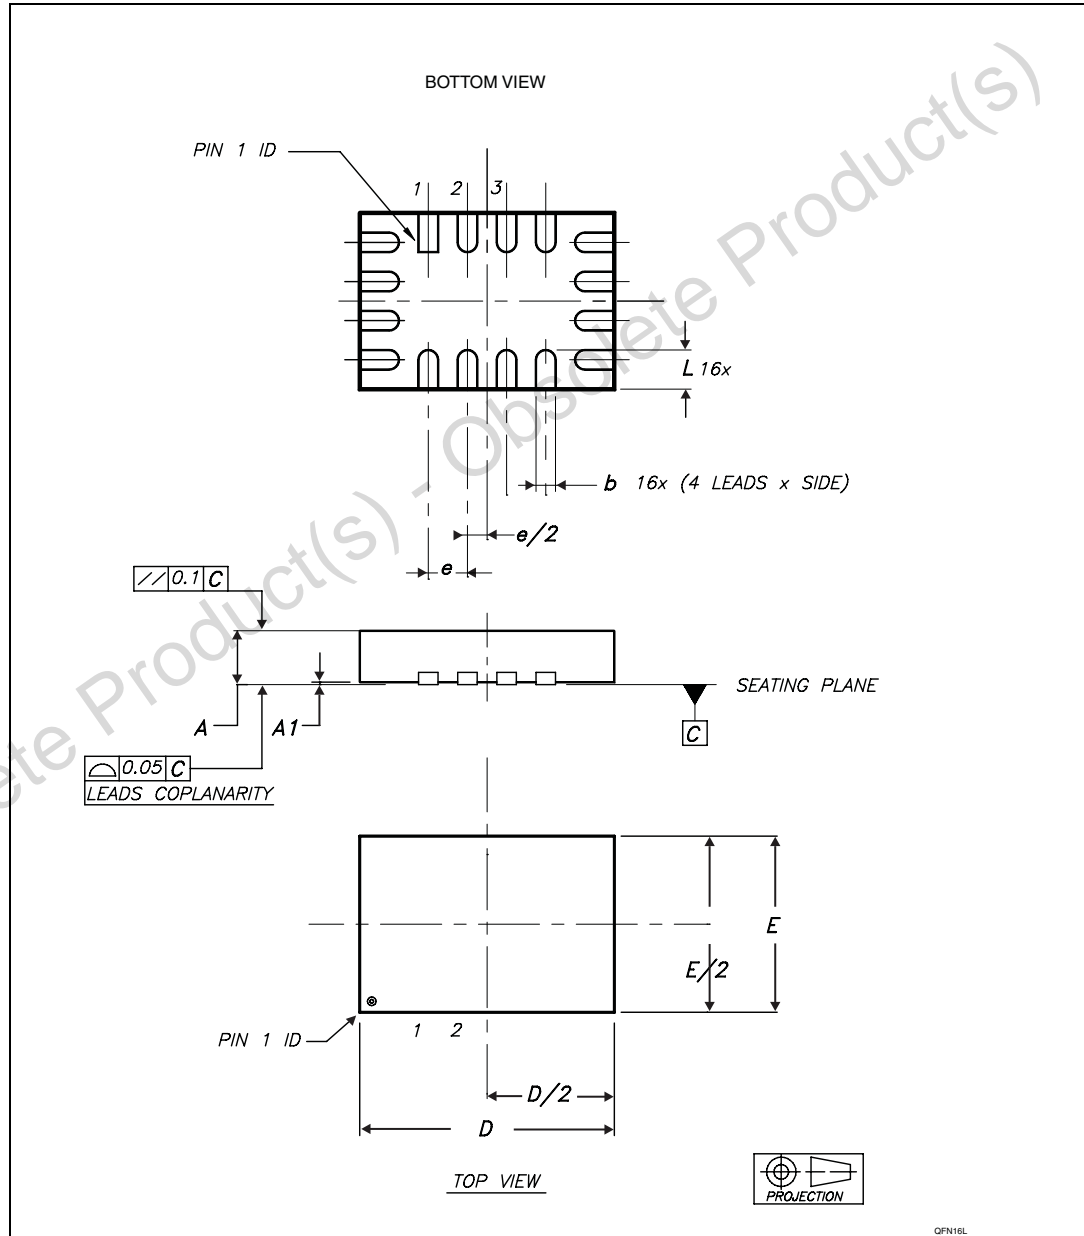 BOTTOM VIEW
PIN 1 ID
1 2 3
L 16x
b 16x (4 LEADS x SIDE)
e/2
e
// 0.1 C
SEATING PLANE
A A1
C
0.05 C
LEADS COPLANARITY
E
E/2
PIN 1 ID
1 2
D/2
D
TOP VIEW
PROJECTION
QFN16L
Obsolete Product(s) - Obsolete Product(s)